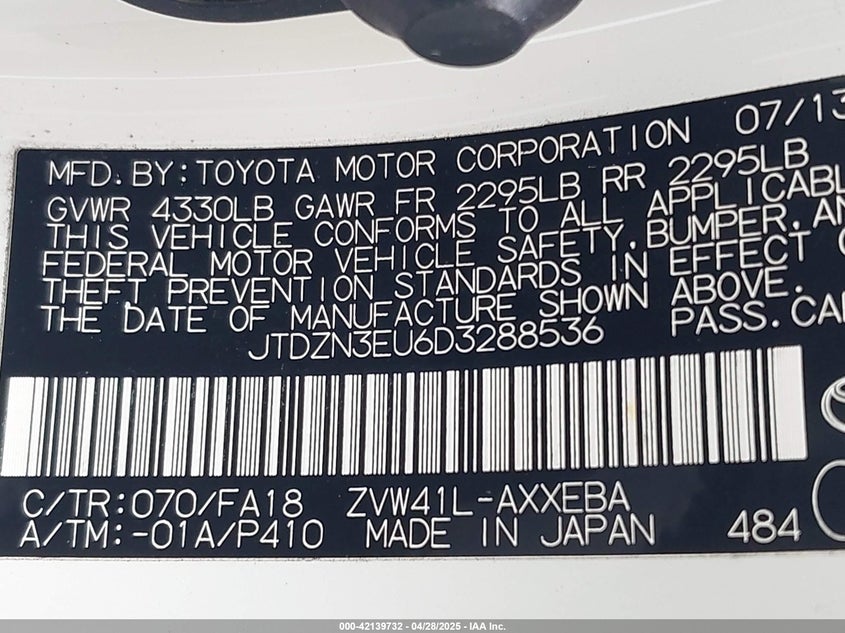 MFD. BY: TOYOTA MOTOR CORPORATION 07/13
GVWR 4330LB GAWR FR 2295LB RR 2295LB
THIS VEHICLE CONFORMS TO ALL APPLICABL
FEDERAL MOTOR VEHICLE SAFETY, BUMPER, AN
THEFT PREVENTION STANDARDS IN EFFECT O
THE DATE OF MANUFACTURE SHOWN ABOVE.
JTDZN3EU6D3288536 PASS. CAR
C/TR: 070/FA18 ZVW41L-AXXEBA
A/TM: -01A/P410 MADE IN JAPAN 484
000-42139732 - 04/28/2025 - IAA Inc.